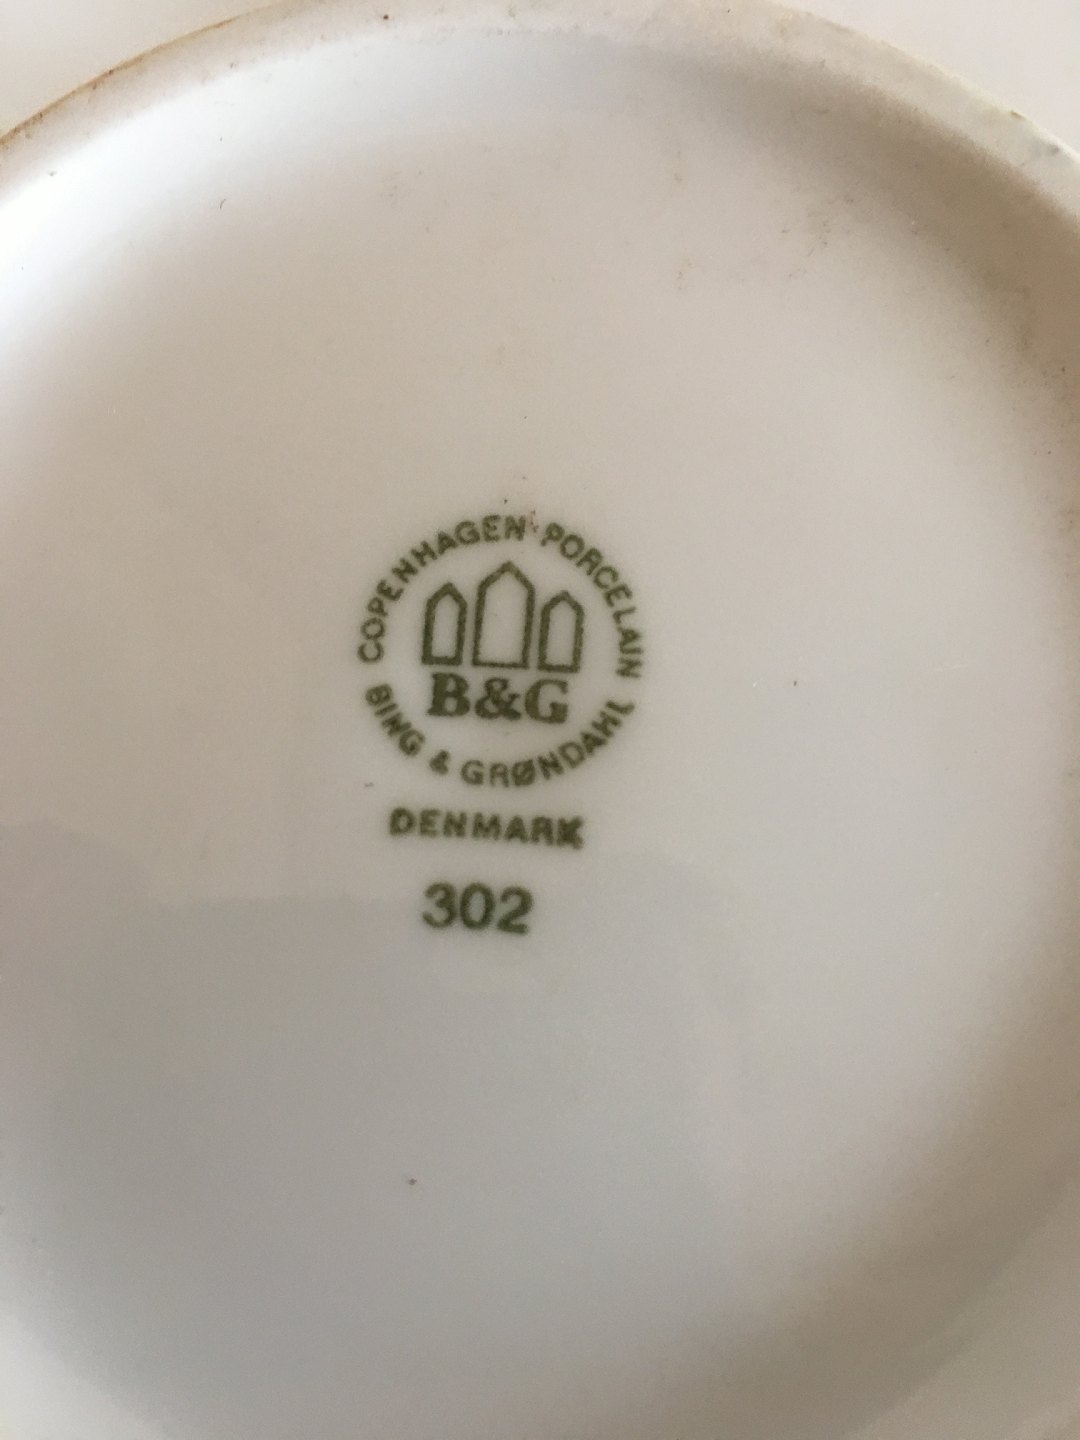 COPENHAGEN PORCELAIN
B&G
BING & GRØNDAHL
DENMARK
302